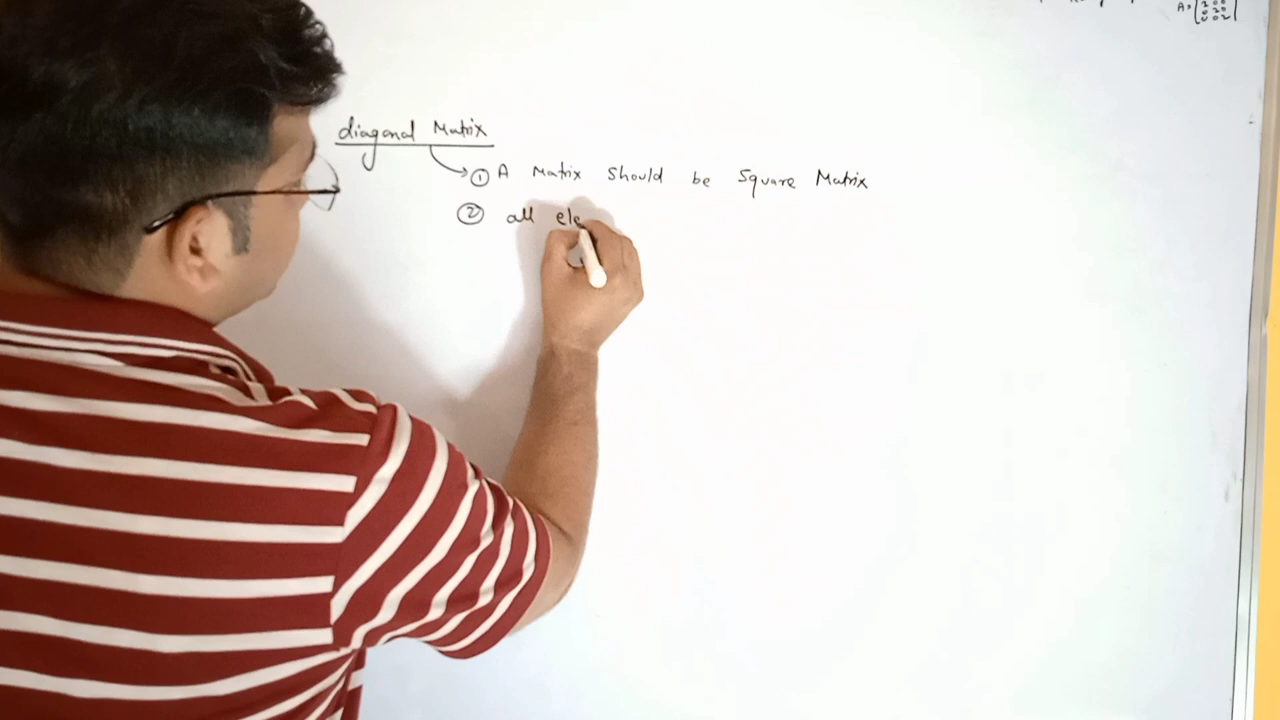 diagonal Matrix
① A Matrix should be Square Matrix
② all ele